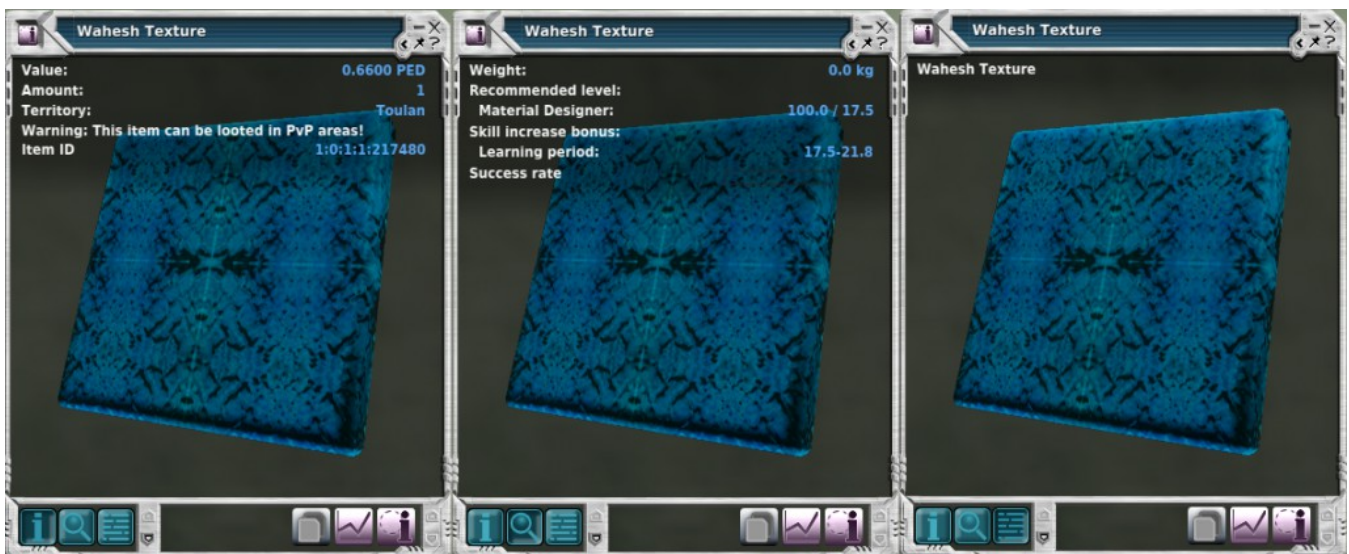 Wahesh Texture
Value: 0.6600 PED
Amount: 1
Territory: Toulan
Warning: This item can be looted in PvP areas!
Item ID 1:0:1:1:217480
Wahesh Texture
Weight: 0.0 kg
Recommended level:
Material Designer: 100.0 / 17.5
Skill increase bonus:
Learning period: 17.5-21.8
Success rate
Wahesh Texture
Wahesh Texture